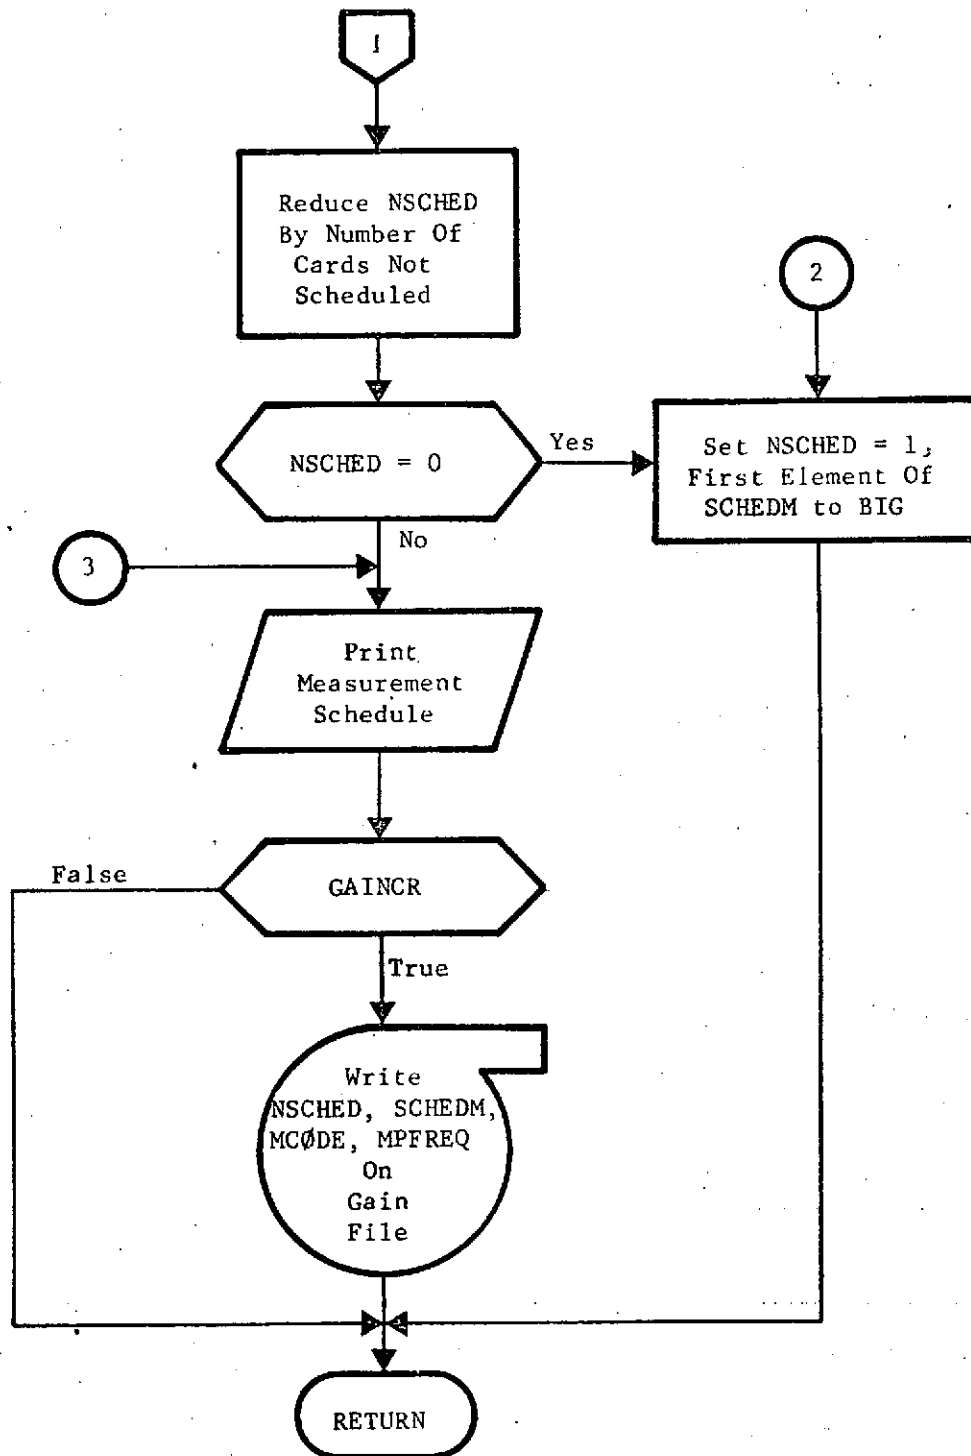 1
Reduce NSCHED
By Number Of
Cards Not
Scheduled
2
NSCHED = 0
Yes
Set NSCHED = 1,
First Element Of
SCHEDM to BIG
No
3
Print
Measurement
Schedule
False
GAINCR
True
Write
NSCHED, SCHEDM,
MCØDE, MPFREQ
On
Gain
File
RETURN